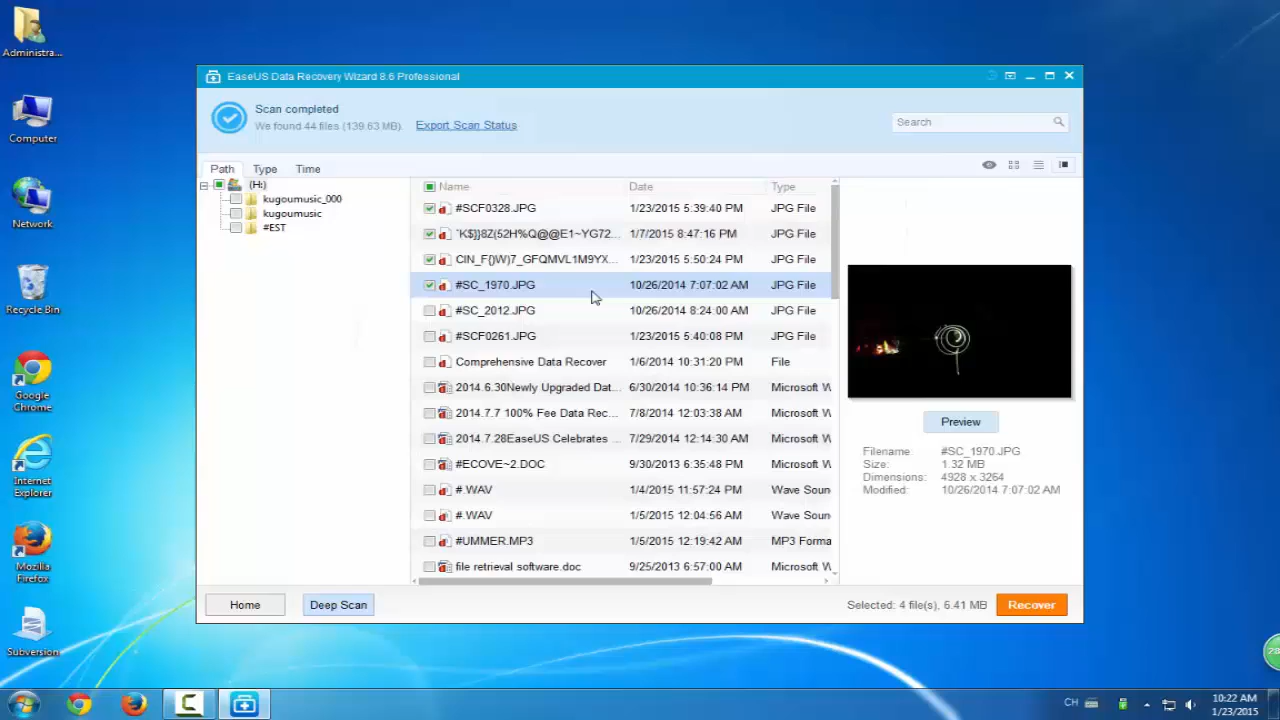 Administra...
Computer
Network
Recycle Bin
Google
Chrome
Internet
Explorer
Mozilla
Firefox
Subversion
EaseUS Data Recovery Wizard 8.6 Professional
Scan completed
We found 44 files (139.63 MB). Export Scan Status
Search
Path Type Time
(H:)
kugoumusic_000
kugoumusic
#EST
Name Date Type
#SCF0328.JPG 1/23/2015 5:39:40 PM JPG File
`K$}}8Z(52H%Q@@E1~YG72... 1/7/2015 8:47:16 PM JPG File
CIN_F{)W)7_GFQMVL1M9YX... 1/23/2015 5:50:24 PM JPG File
#SC_1970.JPG 10/26/2014 7:07:02 AM JPG File
#SC_2012.JPG 10/26/2014 8:24:00 AM JPG File
#SCF0261.JPG 1/23/2015 5:40:08 PM JPG File
Comprehensive Data Recover 1/6/2014 10:31:20 PM File
2014.6.30Newly Upgraded Dat... 6/30/2014 10:36:14 PM Microsoft W
2014.7.7 100% Fee Data Rec... 7/8/2014 12:03:38 AM Microsoft W
2014.7.28EaseUS Celebrates ... 7/29/2014 12:14:30 AM Microsoft W
#ECOVE~2.DOC 9/30/2013 6:35:48 PM Microsoft W
#.WAV 1/4/2015 11:57:24 PM Wave Soun
#.WAV 1/5/2015 12:04:56 AM Wave Soun
#UMMER.MP3 1/5/2015 12:19:42 AM MP3 Forma
file retrieval software.doc 9/25/2013 6:57:00 AM Microsoft W
Preview
Filename #SC_1970.JPG
Size: 1.32 MB
Dimensions: 4928 x 3264
Modified: 10/26/2014 7:07:02 AM
Home Deep Scan Selected: 4 file(s), 6.41 MB Recover
28
CH
10:22 AM
1/23/2015